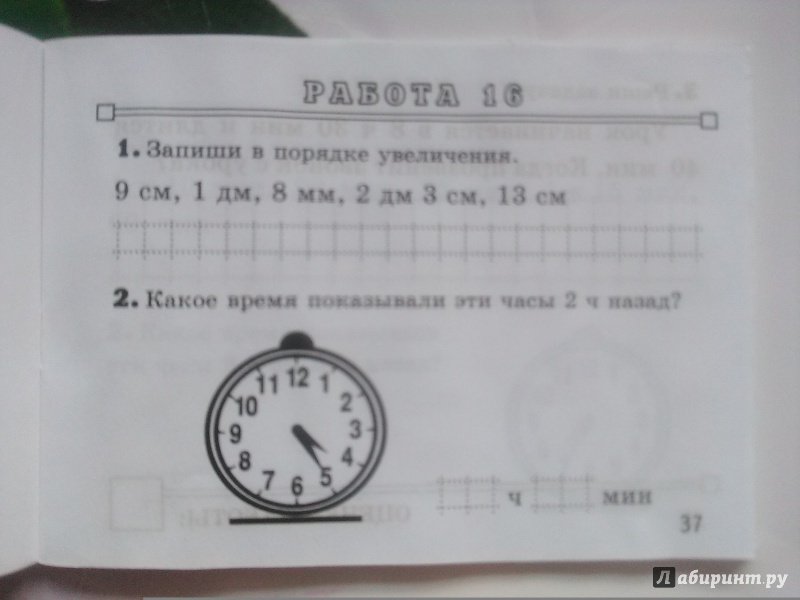 РАБОТА 16
1. Запиши в порядке увеличения.
9 см, 1 дм, 8 мм, 2 дм 3 см, 13 см
2. Какое время показывали эти часы 2 ч назад?
11 12 1
10 2
9 3
8 4
7 6 5
ч мин
37
Лабиринт.ру